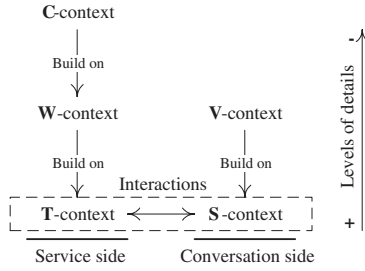 C-context
-
Build on
Levels of details
W-context
V-context
Build on
Build on
Interactions
T-context
S-context
+
Service side
Conversation side